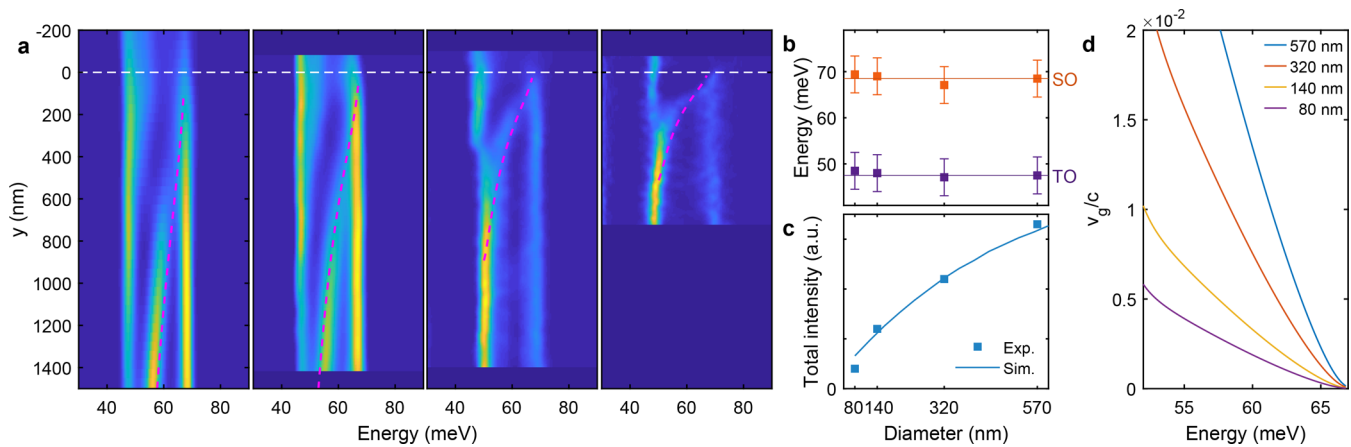 a
-200
0
200
400
600
800
1000
1200
1400
y (nm)
40 60 80
40 60 80
40 60 80
40 60 80
Energy (meV)
b
70
60
50
Energy (meV)
SO
TO
c
Total intensity (a.u.)
0
Exp.
Sim.
80 140 320 570
Diameter (nm)
d
×10⁻²
2
1.5
1
0.5
0
v_g/c
570 nm
320 nm
140 nm
80 nm
55 60 65
Energy (meV)